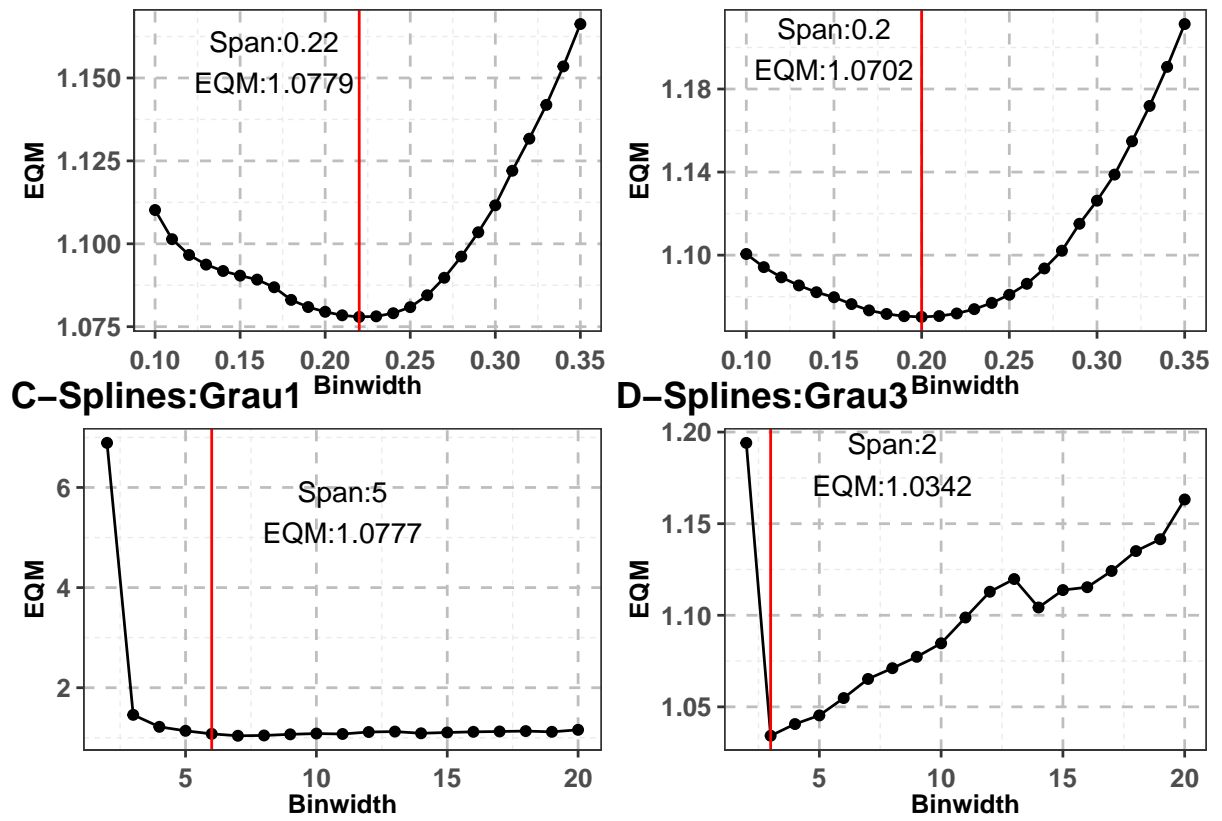 Span:0.22
EQM:1.0779
1.150
1.125
1.100
1.075
EQM
0.10 0.15 0.20 0.25 0.30 0.35
Binwidth
Span:0.2
EQM:1.0702
1.18
1.14
1.10
EQM
0.10 0.15 0.20 0.25 0.30 0.35
Binwidth
C−Splines:Grau1
Span:5
EQM:1.0777
6
4
2
EQM
5 10 15 20
Binwidth
D−Splines:Grau3
Span:2
EQM:1.0342
1.20
1.15
1.10
1.05
EQM
5 10 15 20
Binwidth